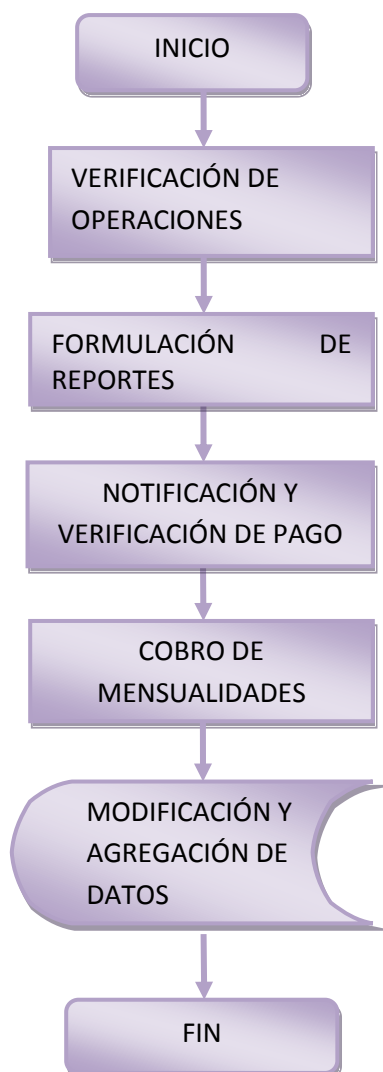 INICIO
VERIFICACIÓN DE
OPERACIONES
FORMULACIÓN DE
REPORTES
NOTIFICACIÓN Y
VERIFICACIÓN DE PAGO
COBRO DE
MENSUALIDADES
MODIFICACIÓN Y
AGREGACIÓN DE
DATOS
FIN